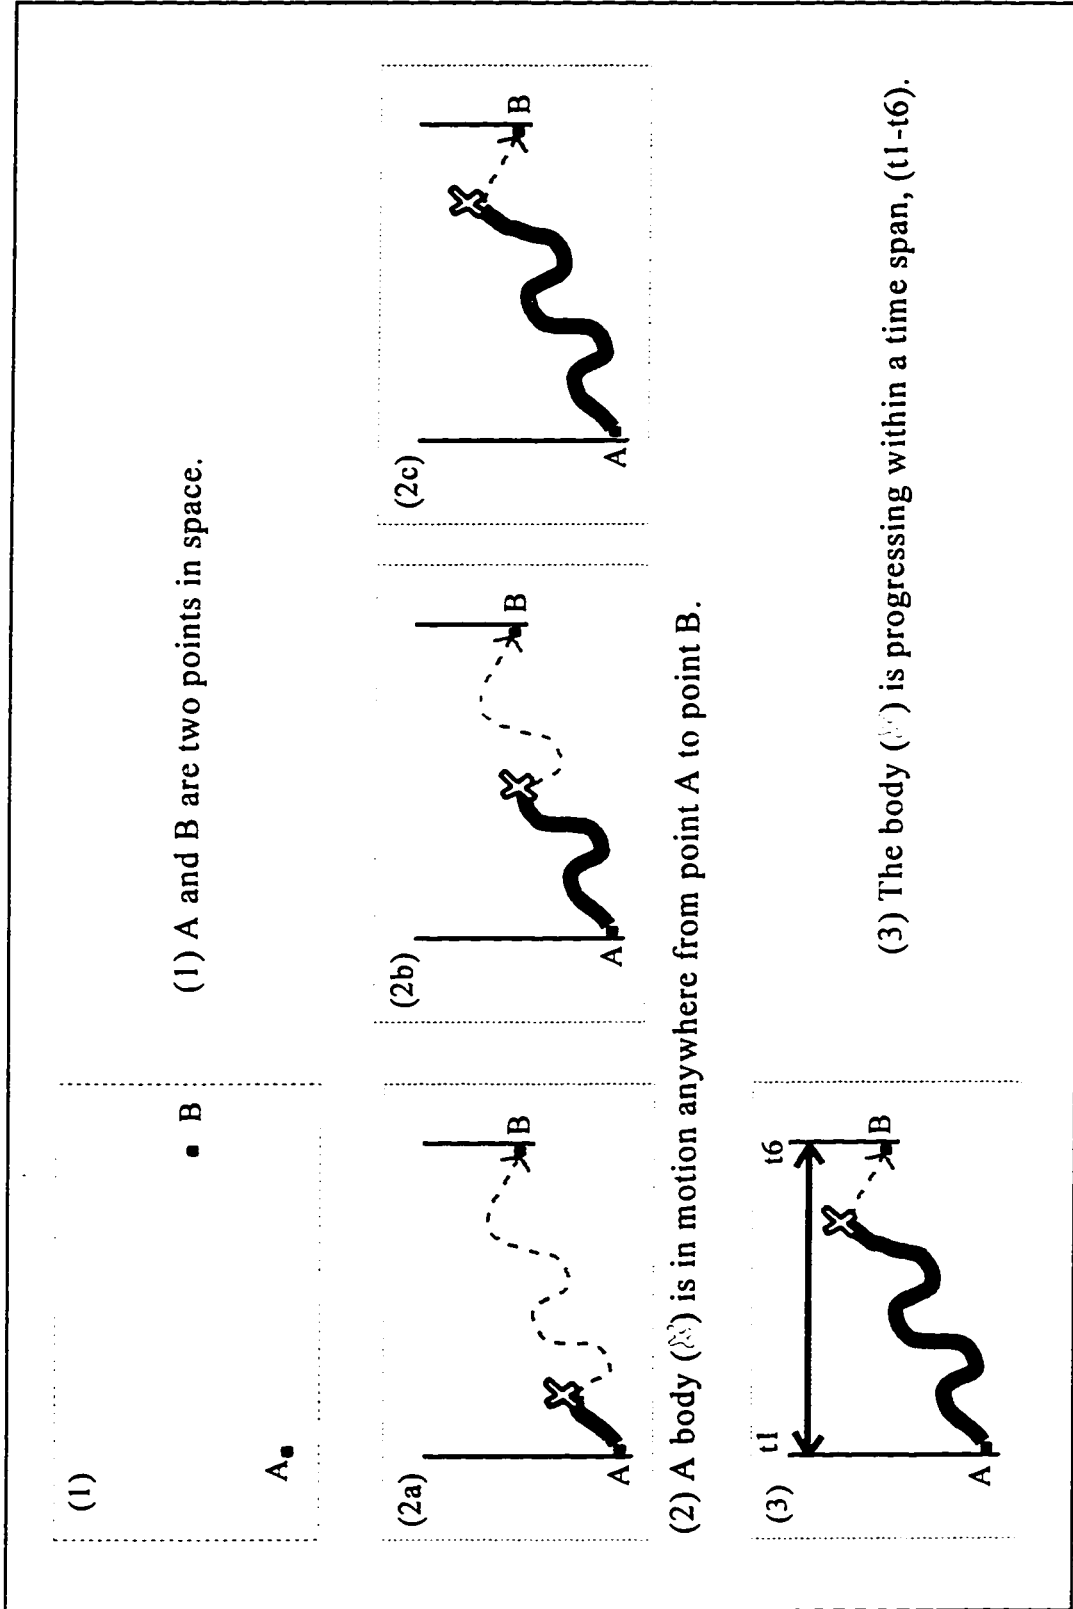 (1)
A
B
(1) A and B are two points in space.
(2a)
A
B
(2b)
A
B
(2c)
A
B
(2) A body ( ) is in motion anywhere from point A to point B.
(3)
t1
t6
A
B
(3) The body ( ) is progressing within a time span, (t1-t6).